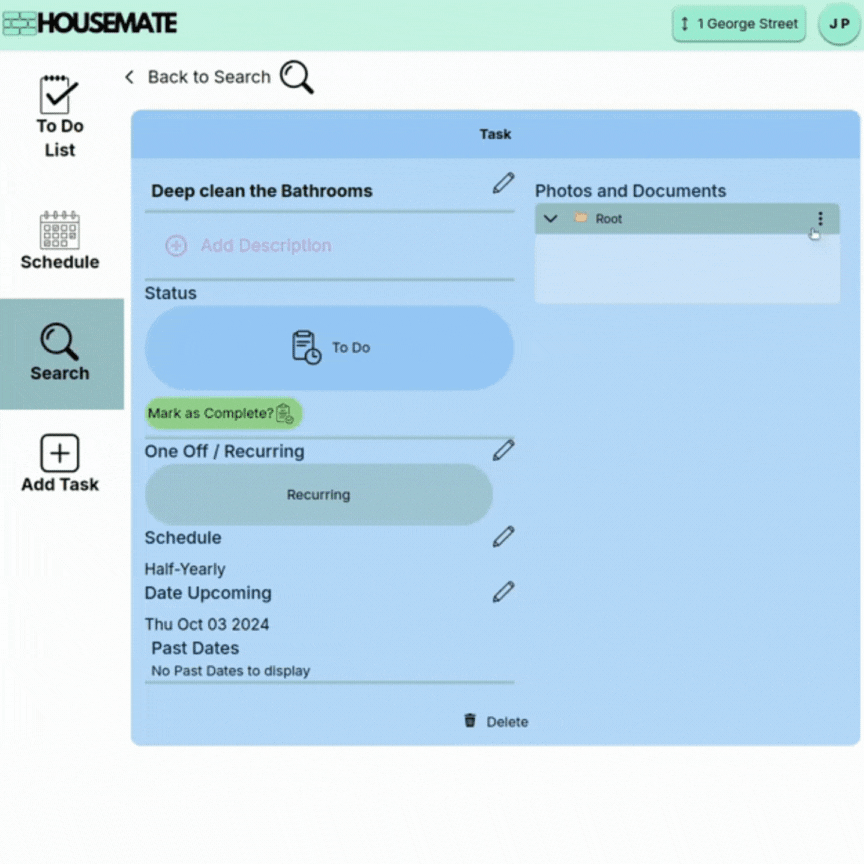 HOUSEMATE
1 George Street
J P
To Do
List
Schedule
Search
Add Task
Back to Search
Task
Deep clean the Bathrooms
Add Description
Status
To Do
Mark as Complete?
One Off / Recurring
Recurring
Schedule
Half-Yearly
Date Upcoming
Thu Oct 03 2024
Past Dates
No Past Dates to display
Photos and Documents
Root
Delete